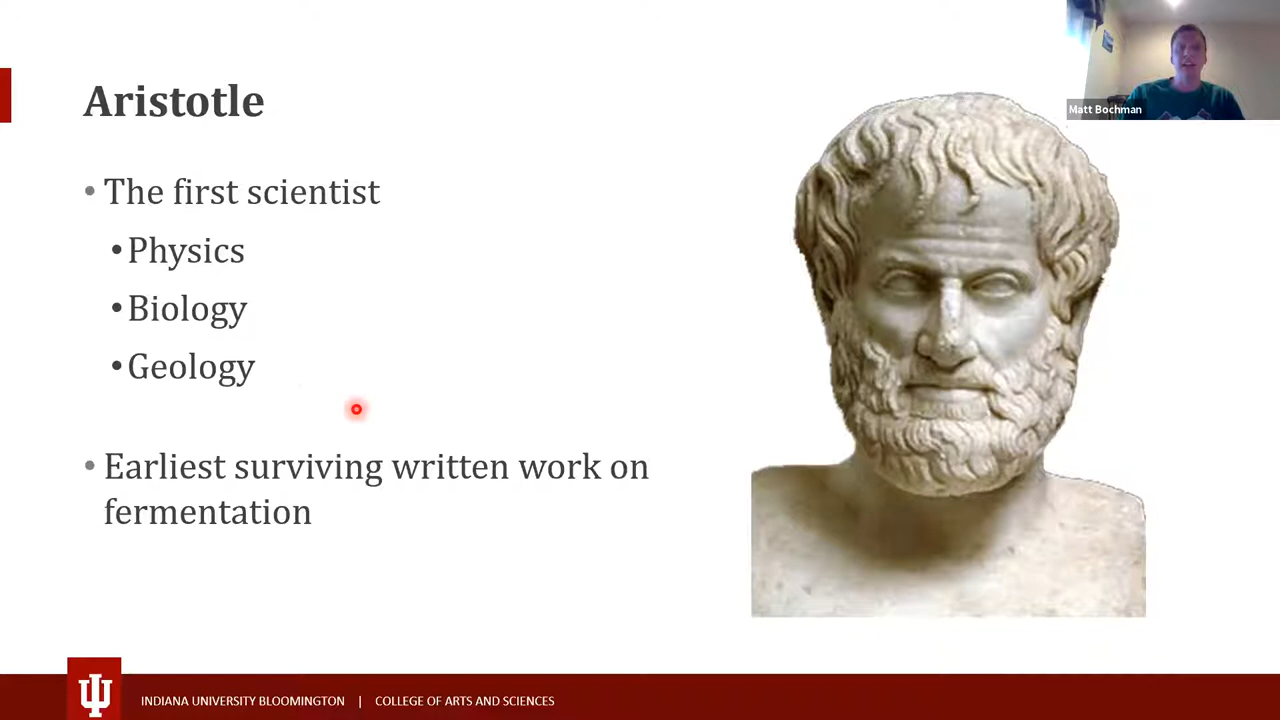 Matt Bochman
Aristotle
• The first scientist
• Physics
• Biology
• Geology
• Earliest surviving written work on
fermentation
INDIANA UNIVERSITY BLOOMINGTON | COLLEGE OF ARTS AND SCIENCES